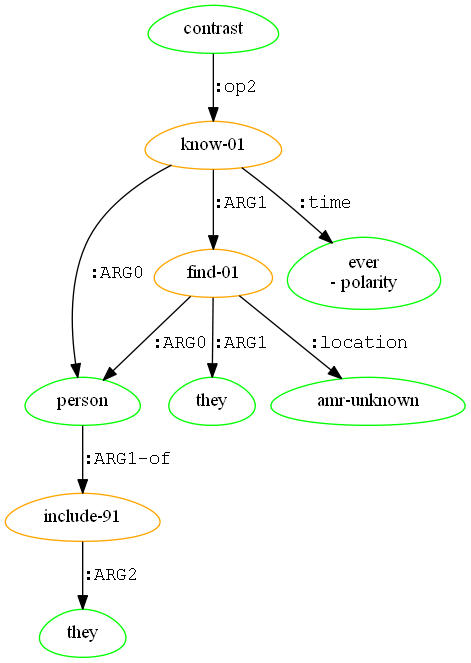 contrast
:op2
know-01
:ARG1
:time
:ARG0
find-01
ever
- polarity
:ARG0
:ARG1
:location
person
they
amr-unknown
:ARG1-of
include-91
:ARG2
they